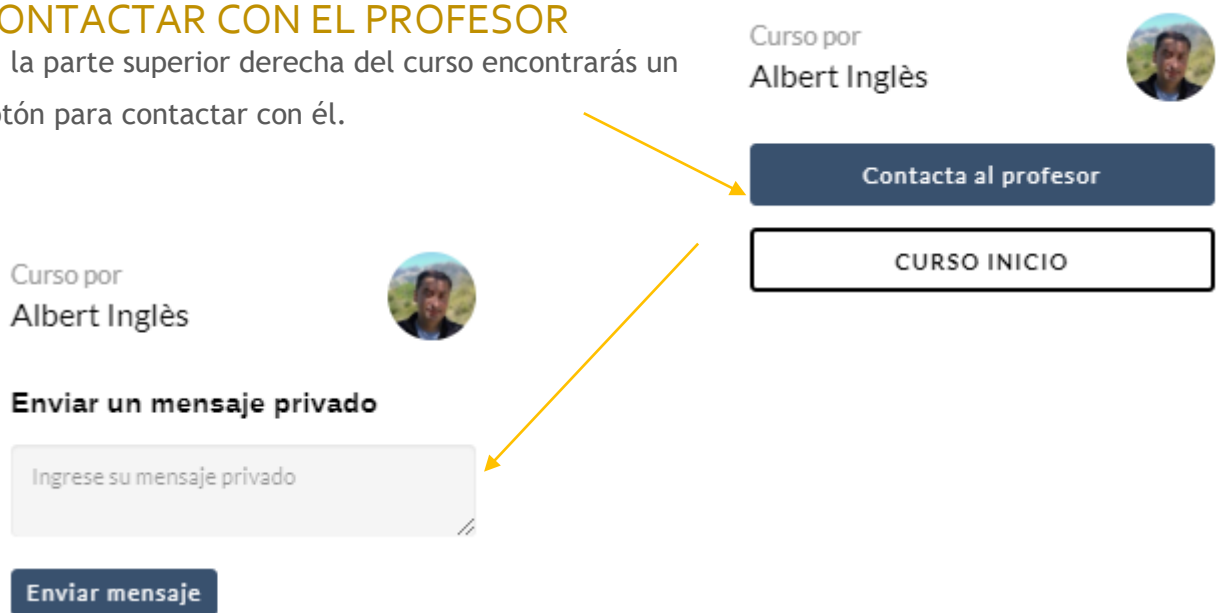 ONTACTAR CON EL PROFESOR
la parte superior derecha del curso encontrarás un
tón para contactar con él.
Curso por
Albert Inglès
Contacta al profesor
CURSO INICIO
Curso por
Albert Inglès
Enviar un mensaje privado
Ingrese su mensaje privado
Enviar mensaje